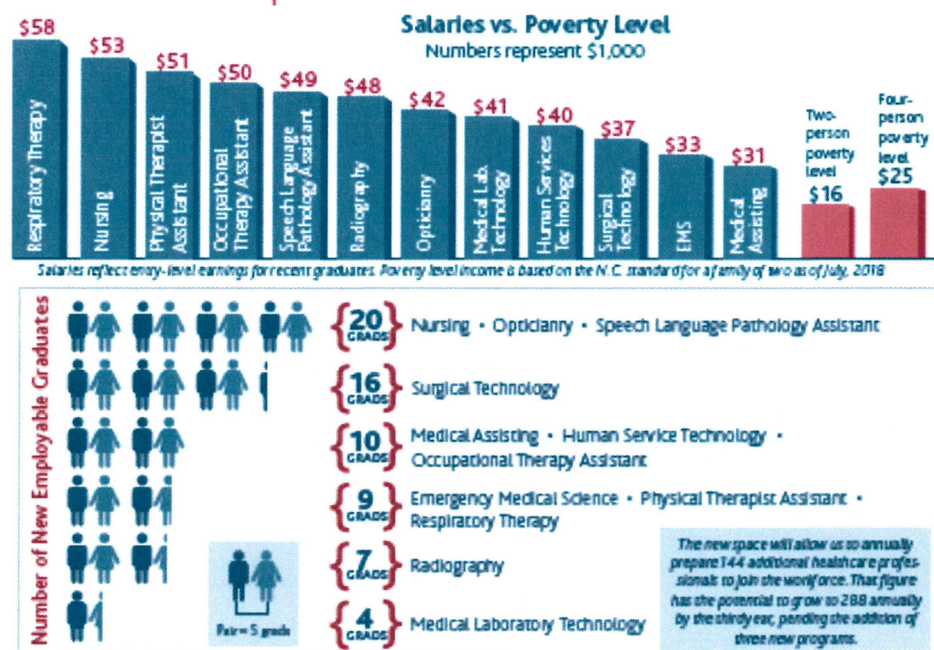 Salaries vs. Poverty Level
Numbers represent $1,000
$58
Respiratory Therapy
$53
Nursing
$51
Physical Therapist
Assistant
$50
Occupational
Therapy Assistant
$49
Speech Language
Pathology Assistant
$48
Radiography
$42
Opticianry
$41
Medical Lab.
Technology
$40
Human Services
Technology
$37
Surgical
Technology
$33
EMS
$31
Medical
Assisting
Two-
person
poverty
level
$16
Four-
person
poverty
level
$25
Salaries reflect entry-level earnings for recent graduates. Poverty level income is based on the N.C. standard for a family of two as of July, 2018
Number of New Employable Graduates
{20 GRADS} Nursing • Opticianry • Speech Language Pathology Assistant
{16 GRADS} Surgical Technology
{10 GRADS} Medical Assisting • Human Service Technology •
Occupational Therapy Assistant
{9 GRADS} Emergency Medical Science • Physical Therapist Assistant •
Respiratory Therapy
{7 GRADS} Radiography
{4 GRADS} Medical Laboratory Technology
Pair = 5 grads
The new space will allow us to annually
prepare 144 additional healthcare profes-
sionals to join the workforce. That figure
has the potential to grow to 288 annually
by the third year, pending the addition of
three new programs.